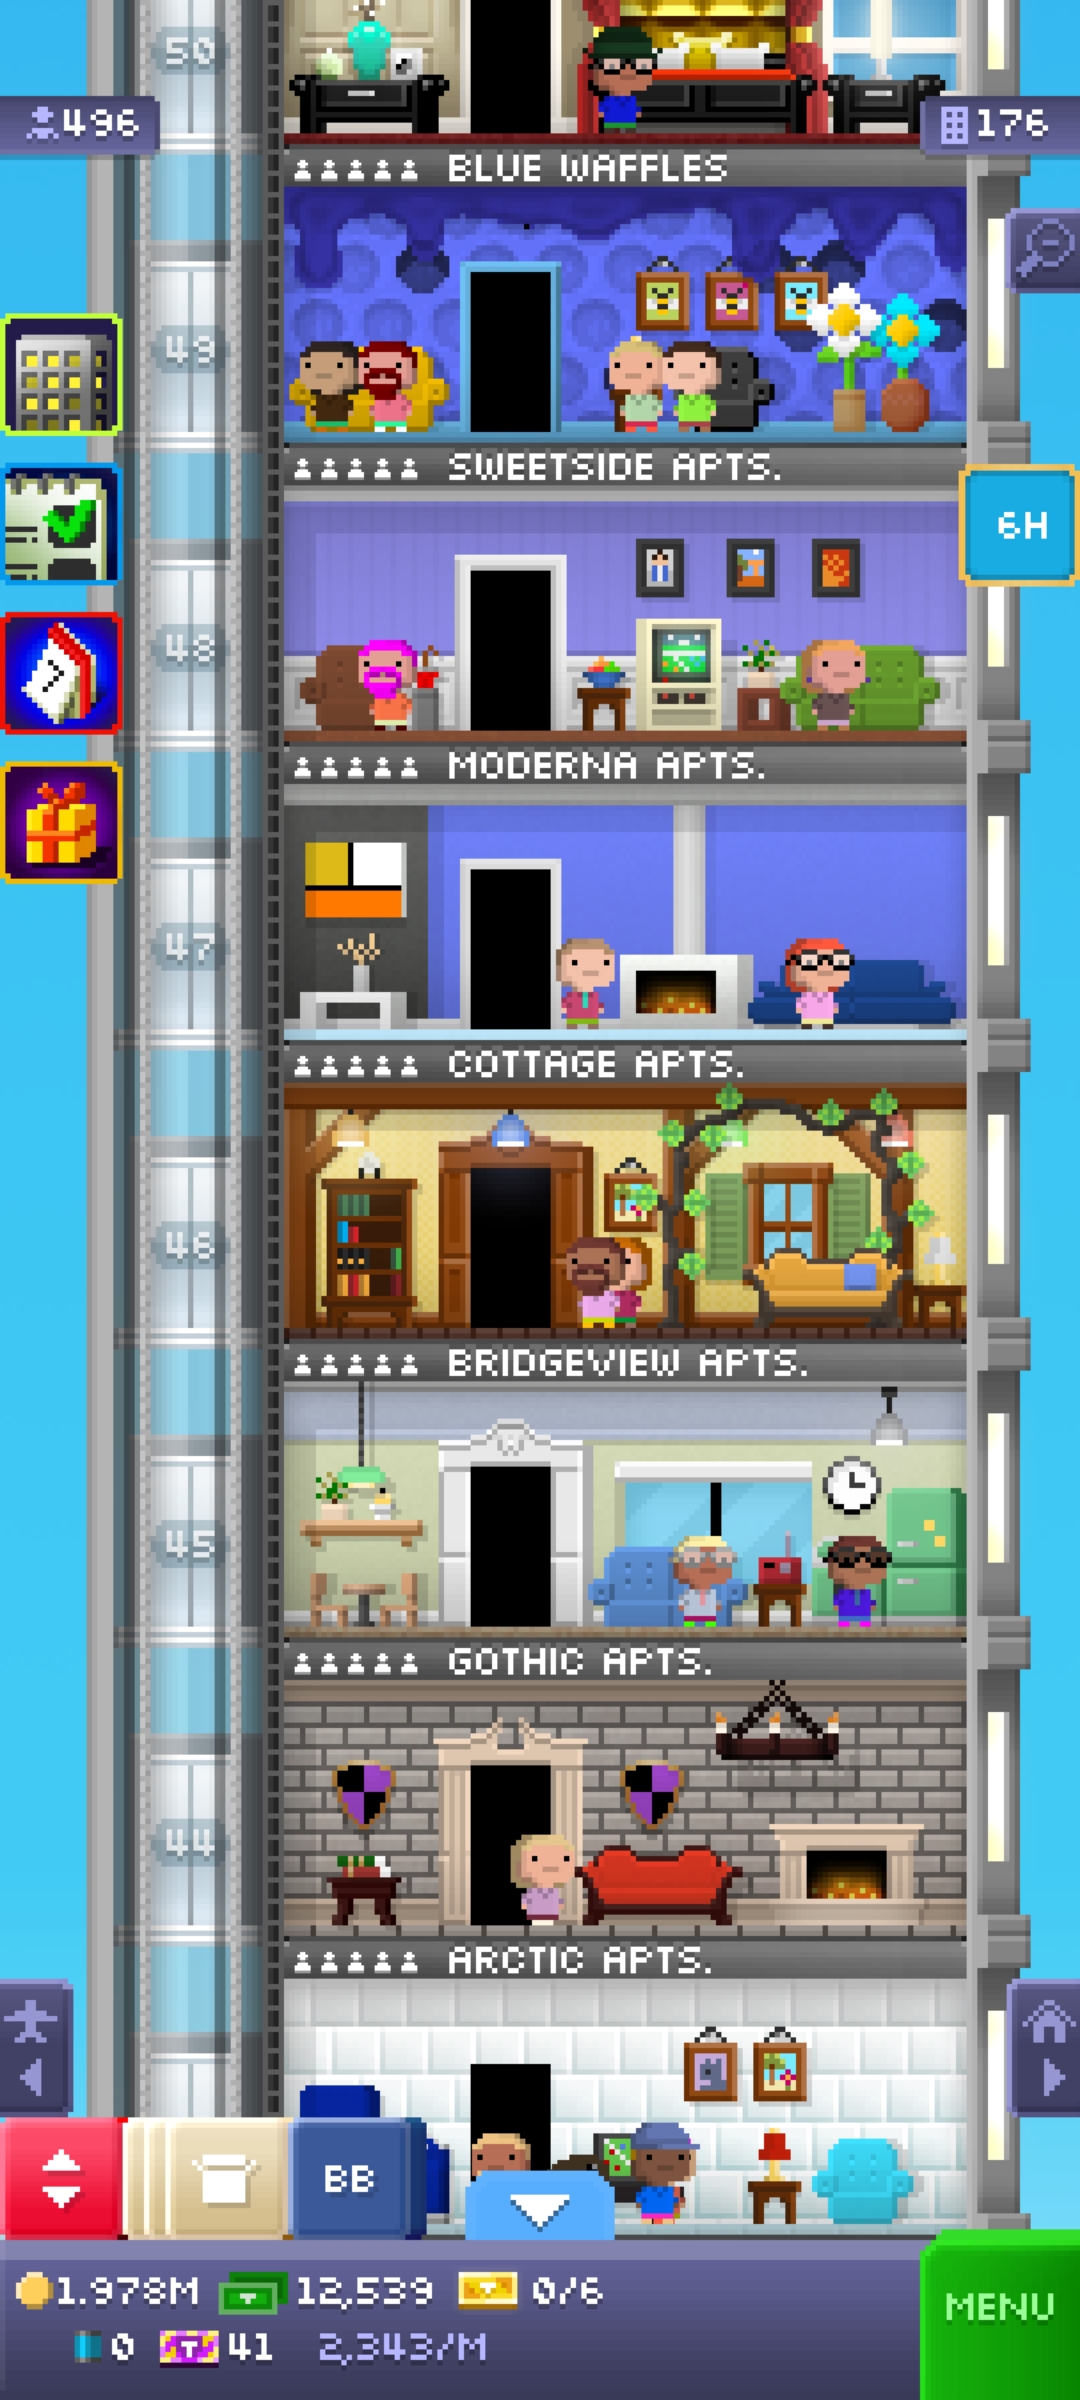 50
496
176
BLUE WAFFLES
49
SWEETSIDE APTS.
6H
48
MODERNA APTS.
47
COTTAGE APTS.
46
BRIDGEVIEW APTS.
45
GOTHIC APTS.
44
ARCTIC APTS.
BB
1.978M 12,539 0/6
MENU
0 41 2,343/M